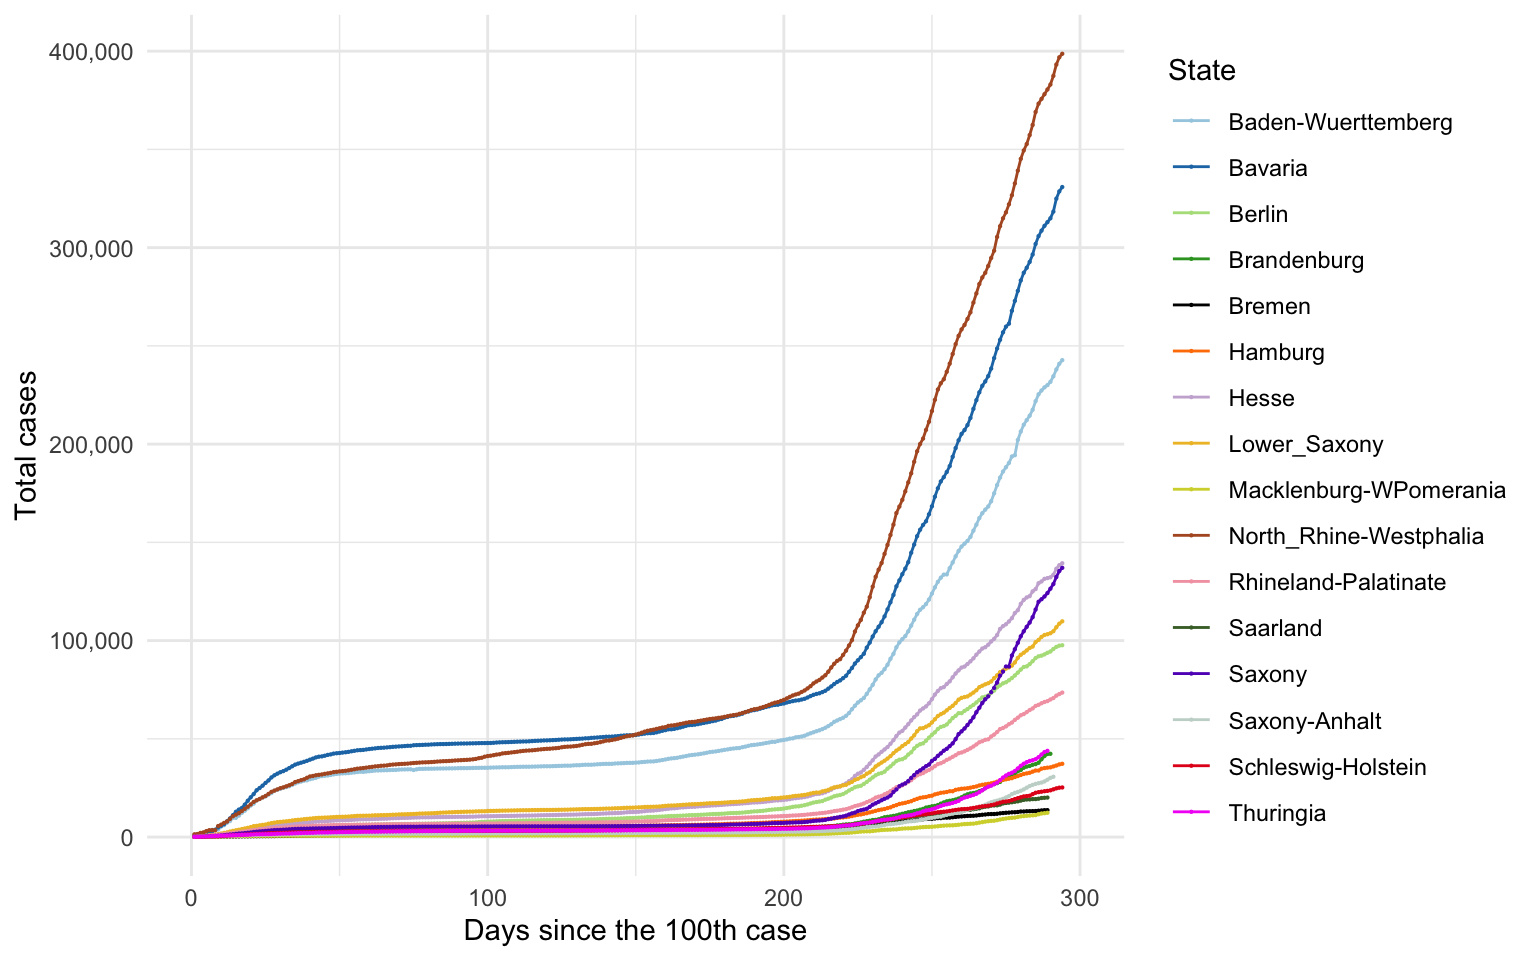 400,000
300,000
200,000
100,000
0
Total cases
0 100 200 300
Days since the 100th case
State
Baden-Wuerttemberg
Bavaria
Berlin
Brandenburg
Bremen
Hamburg
Hesse
Lower_Saxony
Macklenburg-WPomerania
North_Rhine-Westphalia
Rhineland-Palatinate
Saarland
Saxony
Saxony-Anhalt
Schleswig-Holstein
Thuringia